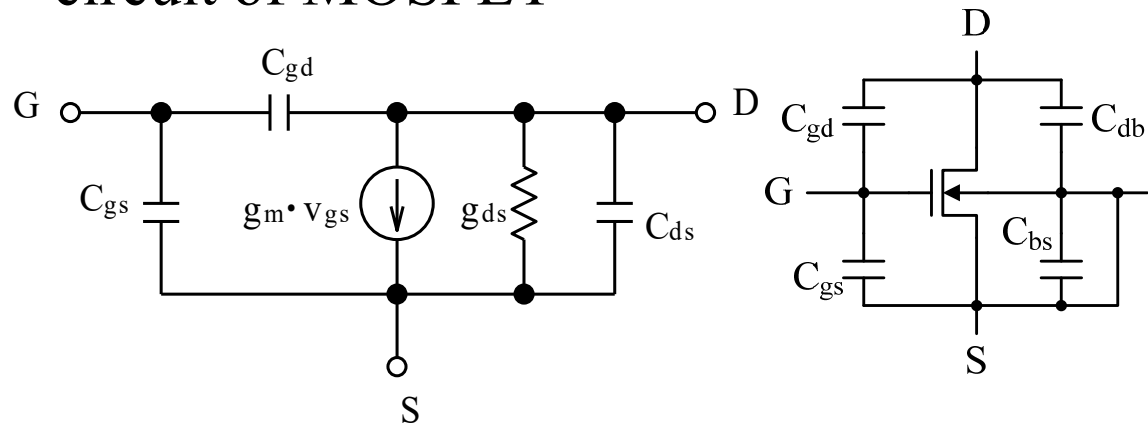 circuit of MOSFET
Cgd
G
D
Cgs
gm• vgs
gds
Cds
S
D
Cgd
Cdb
G
Cbs
Cgs
S